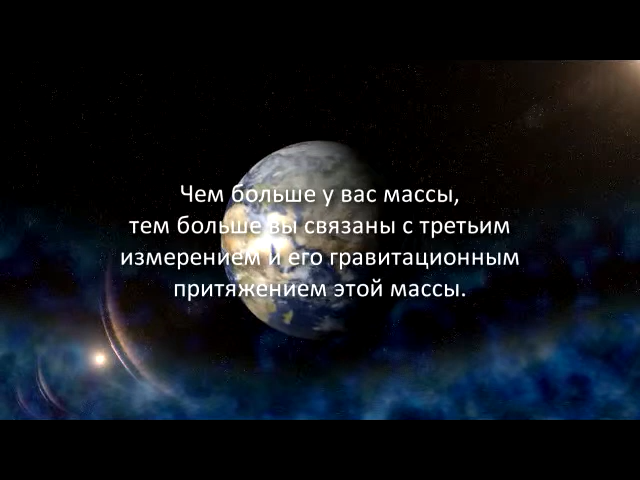 Чем больше у вас массы,
тем больше вы связаны с третьим
измерением и его гравитационным
притяжением этой массы.